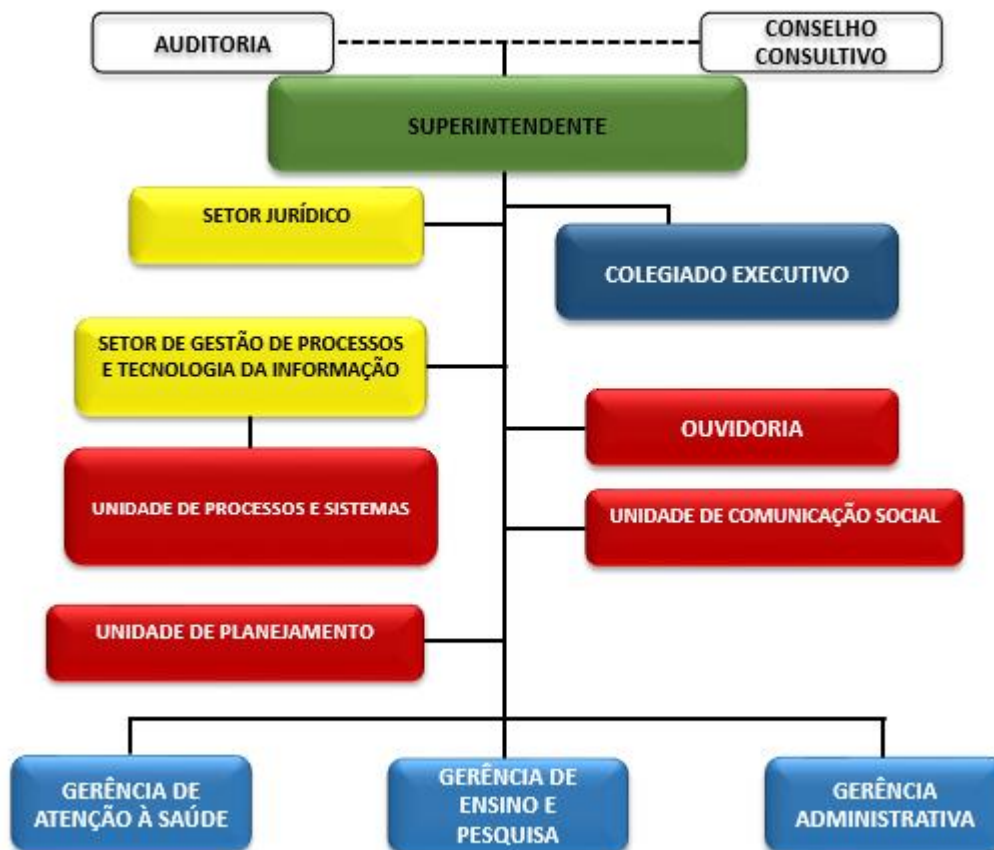 AUDITORIA
CONSELHO
CONSULTIVO
SUPERINTENDENTE
SETOR JURÍDICO
COLEGIADO EXECUTIVO
SETOR DE GESTÃO DE PROCESSOS
E TECNOLOGIA DA INFORMAÇÃO
OUVIDORIA
UNIDADE DE PROCESSOS E SISTEMAS
UNIDADE DE COMUNICAÇÃO SOCIAL
UNIDADE DE PLANEJAMENTO
GERÊNCIA DE
ATENÇÃO À SAÚDE
GERÊNCIA DE
ENSINO E
PESQUISA
GERÊNCIA
ADMINISTRATIVA